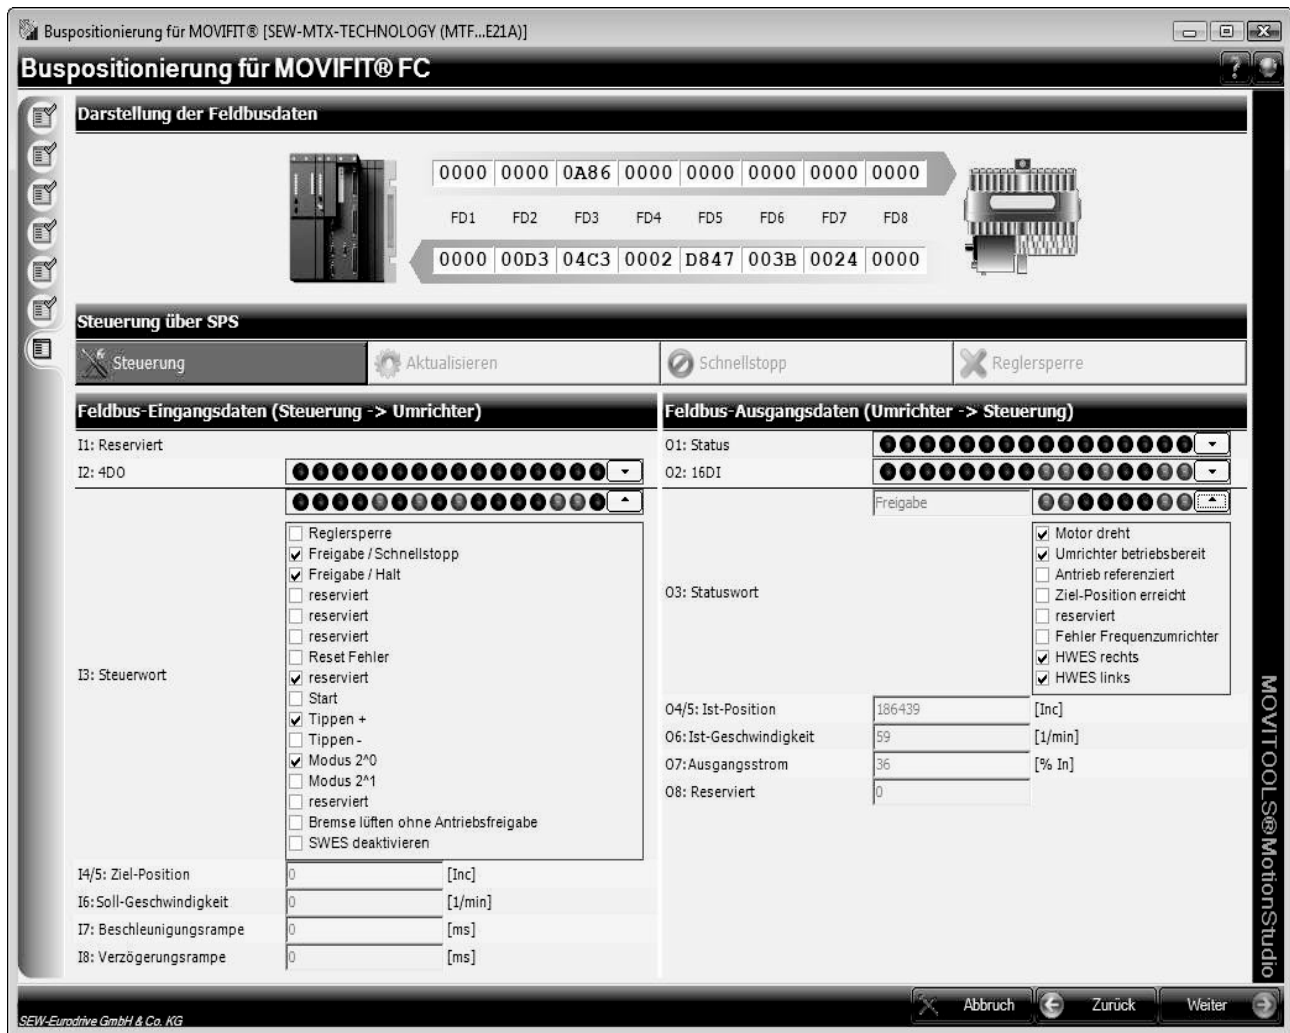 Buspositionierung für MOVIFIT® [SEW-MTX-TECHNOLOGY (MTF...E21A)]
Buspositionierung für MOVIFIT® FC
Darstellung der Feldbusdaten
0000 0000 0A86 0000 0000 0000 0000 0000
FD1 FD2 FD3 FD4 FD5 FD6 FD7 FD8
0000 00D3 04C3 0002 D847 003B 0024 0000
Steuerung über SPS
Steuerung Aktualisieren Schnellstopp Reglersperre
Feldbus-Eingangsdaten (Steuerung -> Umrichter)
I1: Reserviert
I2: 4DO
I3: Steuerwort
Reglersperre
Freigabe / Schnellstopp
Freigabe / Halt
reserviert
reserviert
reserviert
Reset Fehler
reserviert
Start
Tippen +
Tippen -
Modus 2^0
Modus 2^1
reserviert
Bremse lüften ohne Antriebsfreigabe
SWES deaktivieren
I4/5: Ziel-Position 0 [Inc]
I6: Soll-Geschwindigkeit 0 [1/min]
I7: Beschleunigungsrampe 0 [ms]
I8: Verzögerungsrampe 0 [ms]
Feldbus-Ausgangsdaten (Umrichter -> Steuerung)
O1: Status
O2: 16DI
Freigabe
O3: Statuswort
Motor dreht
Umrichter betriebsbereit
Antrieb referenziert
Ziel-Position erreicht
reserviert
Fehler Frequenzumrichter
HWES rechts
HWES links
O4/5: Ist-Position 186439 [Inc]
O6: Ist-Geschwindigkeit 59 [1/min]
O7: Ausgangsstrom 36 [% In]
O8: Reserviert 0
MOVITOOLS®MotionStudio
Abbruch Zurück Weiter
SEW-Eurodrive GmbH & Co. KG